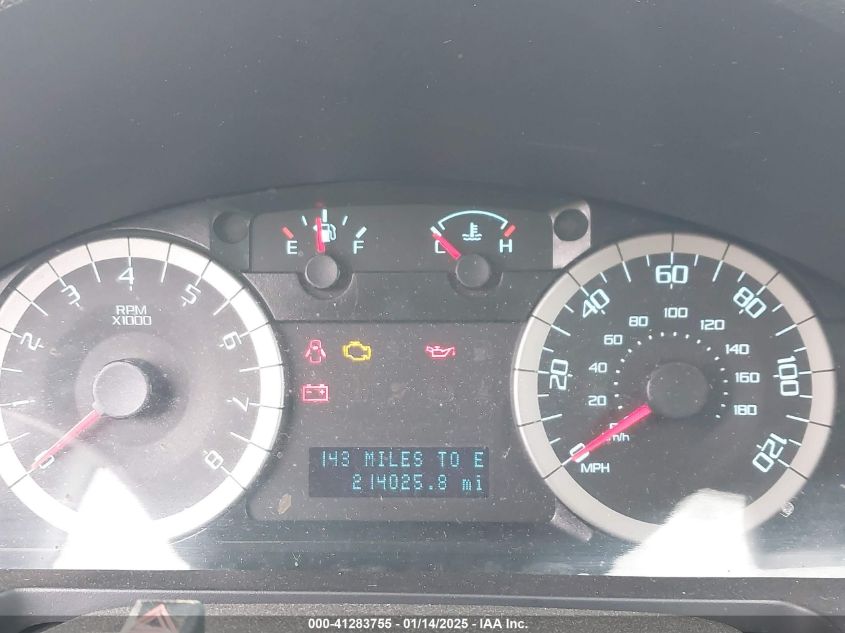 E F
C H
0 1 2 3 4 5 6 7 8
RPM
X1000
0 20 40 60 80 100 120
MPH
20 40 60 80 100 120 140 160 180
km/h
143 MILES TO E
214025.8 mi
000-41283755 - 01/14/2025 - IAA Inc.